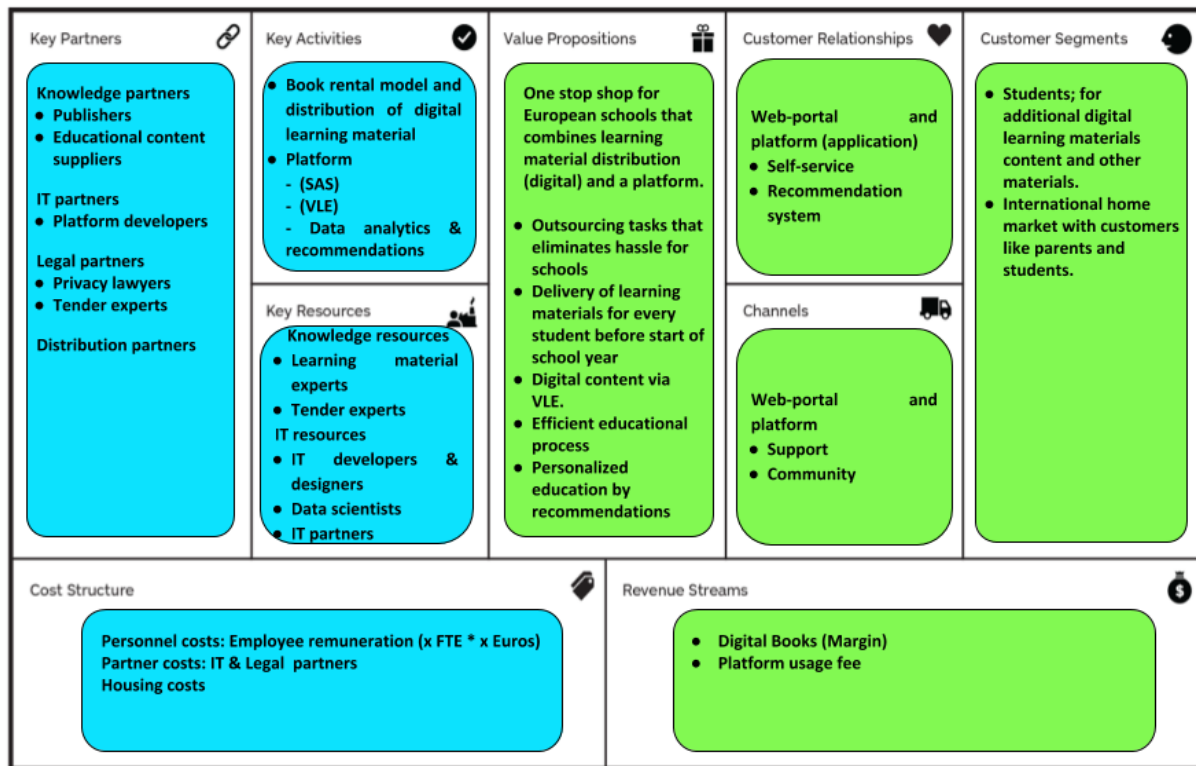 Key Partners
Knowledge partners
● Publishers
● Educational content
suppliers
IT partners
● Platform developers
Legal partners
● Privacy lawyers
● Tender experts
Distribution partners
Key Activities
● Book rental model and
distribution of digital
learning material
● Platform
- (SAS)
- (VLE)
- Data analytics &
recommendations
Key Resources
Knowledge resources
● Learning material
experts
● Tender experts
IT resources
● IT developers &
designers
● Data scientists
● IT partners
Value Propositions
One stop shop for
European schools that
combines learning
material distribution
(digital) and a platform.
● Outsourcing tasks that
eliminates hassle for
schools
● Delivery of learning
materials for every
student before start of
school year
● Digital content via
VLE.
● Efficient educational
process
● Personalized
education by
recommendations
Customer Relationships
Web-portal and
platform (application)
● Self-service
● Recommendation
system
Channels
Web-portal and
platform
● Support
● Community
Customer Segments
● Students; for
additional digital
learning materials
content and other
materials.
● International home
market with customers
like parents and
students.
Cost Structure
Personnel costs: Employee remuneration (x FTE * x Euros)
Partner costs: IT & Legal partners
Housing costs
Revenue Streams
$
● Digital Books (Margin)
● Platform usage fee